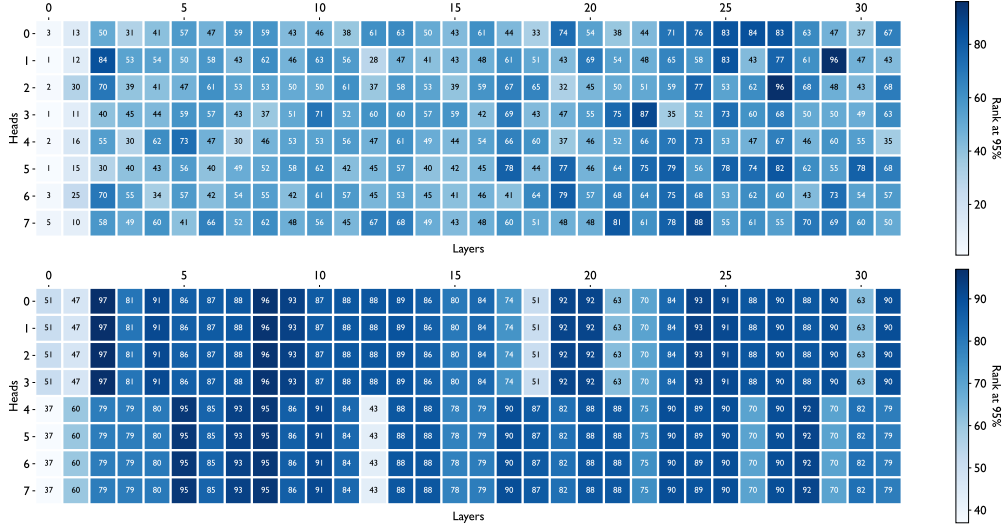 0 5 10 15 20 25 30
0 3 13 50 31 41 57 47 59 59 43 46 38 61 63 50 43 61 44 33 74 54 38 44 71 76 83 84 83 63 47 37 67
1 1 12 84 53 54 50 58 43 62 46 63 56 28 47 41 43 48 61 51 43 69 54 48 65 58 83 43 77 61 96 47 43
2 2 30 70 39 41 47 61 53 53 50 50 61 37 58 53 39 59 67 65 32 45 50 51 59 77 53 62 96 68 48 43 68
3 1 11 40 45 44 59 57 43 37 51 71 52 60 60 57 59 42 69 43 47 61 75 87 35 52 73 60 68 50 50 49 63
4 2 16 55 30 62 73 47 30 46 53 53 56 47 61 49 44 54 66 60 37 46 52 66 70 73 53 47 67 46 60 55 35
5 1 15 30 40 43 56 40 49 52 58 62 42 45 57 40 42 45 78 44 77 46 64 75 79 56 78 74 82 62 55 78 68
6 3 25 70 55 34 57 42 54 55 42 61 57 45 53 45 41 46 41 64 79 57 68 64 75 68 53 62 60 43 73 54 57
7 5 10 58 49 60 41 66 52 62 48 56 45 67 68 49 43 48 60 51 48 48 81 61 78 88 55 61 55 70 69 60 50
Heads
Layers
80
60
40
20
Rank at 95%
0 5 10 15 20 25 30
0 51 47 97 81 91 86 87 88 96 93 87 88 88 89 86 80 84 74 51 92 92 63 70 84 93 91 88 90 88 90 63 90
1 51 47 97 81 91 86 87 88 96 93 87 88 88 89 86 80 84 74 51 92 92 63 70 84 93 91 88 90 88 90 63 90
2 51 47 97 81 91 86 87 88 96 93 87 88 88 89 86 80 84 74 51 92 92 63 70 84 93 91 88 90 88 90 63 90
3 51 47 97 81 91 86 87 88 96 93 87 88 88 89 86 80 84 74 51 92 92 63 70 84 93 91 88 90 88 90 63 90
4 37 60 79 79 80 95 85 93 95 86 91 84 43 88 88 79 90 87 82 88 88 75 90 89 90 70 90 92 70 82 79
5 37 60 79 79 80 95 85 93 95 86 91 84 43 88 88 79 90 87 82 88 88 75 90 89 90 70 90 92 70 82 79
6 37 60 79 79 80 95 85 93 95 86 91 84 43 88 88 79 90 87 82 88 88 75 90 89 90 70 90 92 70 82 79
7 37 60 79 79 80 95 85 93 95 86 91 84 43 88 88 79 90 87 82 88 88 75 90 89 90 70 90 92 70 82 79
Heads
Layers
90
80
70
60
50
40
Rank at 95%